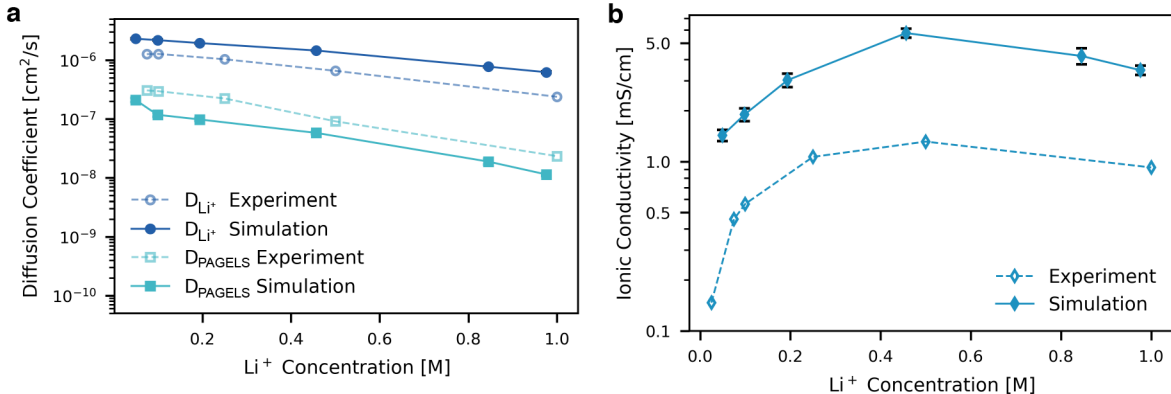 a
Diffusion Coefficient [cm²/s]
10⁻⁶
10⁻⁷
10⁻⁸
10⁻⁹
10⁻¹⁰
D_Li⁺ Experiment
D_Li⁺ Simulation
D_PAGELS Experiment
D_PAGELS Simulation
0.2 0.4 0.6 0.8 1.0
Li⁺ Concentration [M]
b
Ionic Conductivity [mS/cm]
5.0
1.0
0.5
0.1
Experiment
Simulation
0.0 0.2 0.4 0.6 0.8 1.0
Li⁺ Concentration [M]